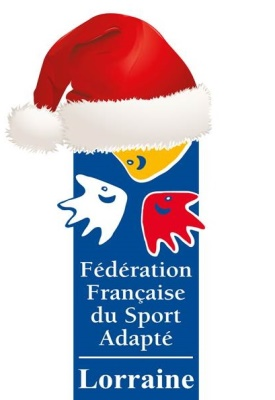 Fédération
Française
du Sport
Adapté
Lorraine